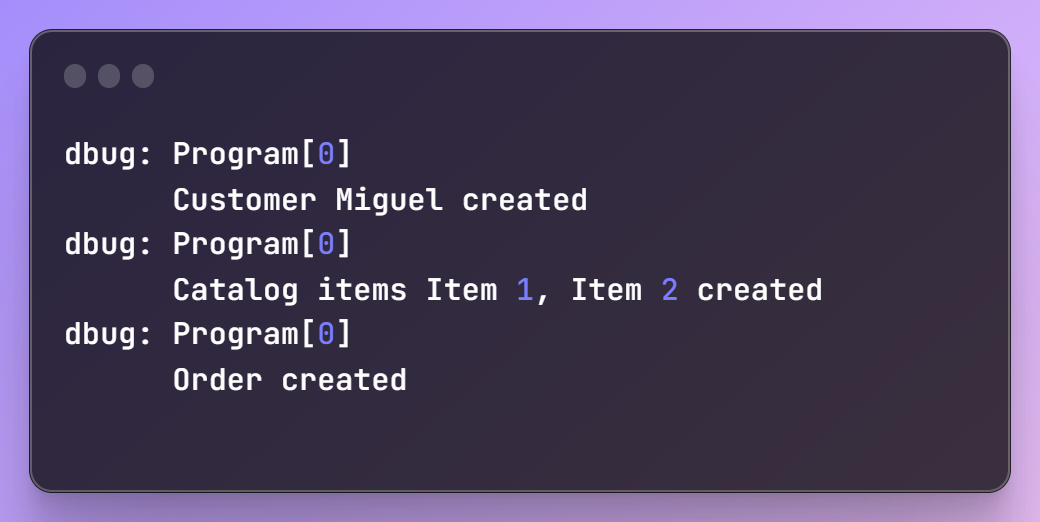 dbug: Program[0]
      Customer Miguel created
dbug: Program[0]
      Catalog items Item 1, Item 2 created
dbug: Program[0]
      Order created